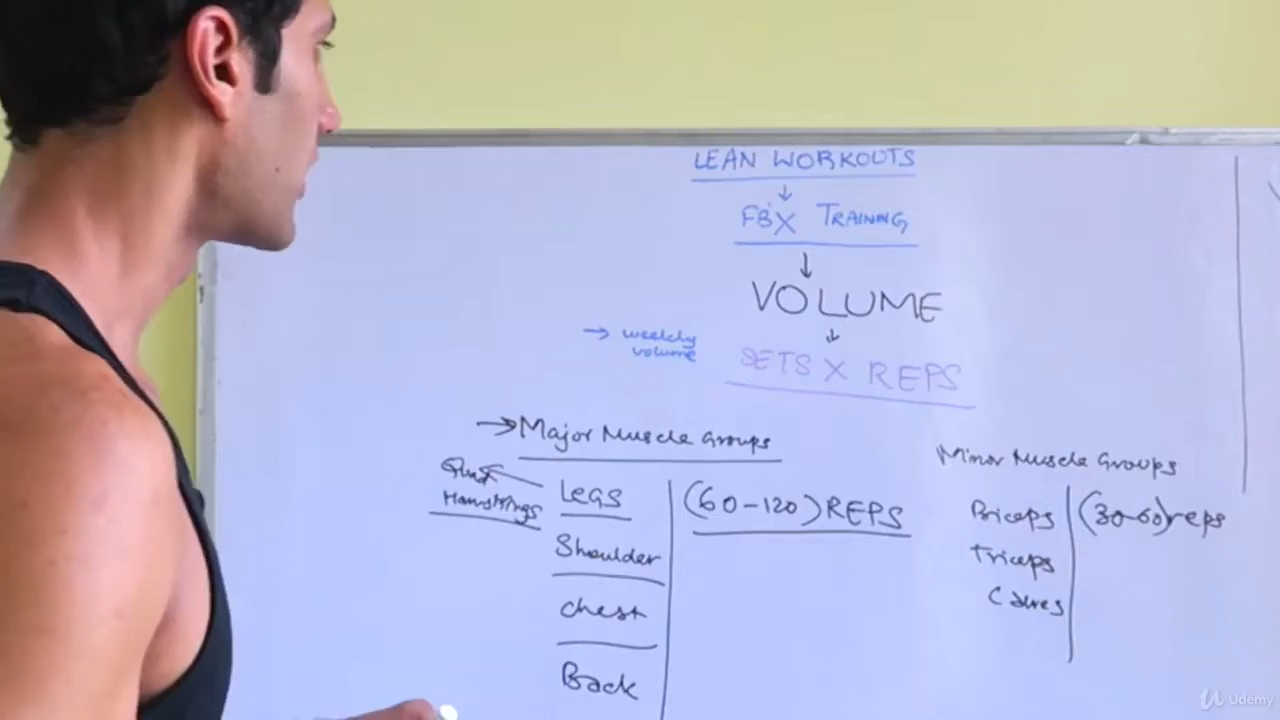 LEAN WORKOUTS
↓
FBX TRAINING
↓
VOLUME
↓
→ weekly volume
SETS X REPS
→ Major Muscle Groups
Minor Muscle Groups
Quad
Hamstrings
LEGS
(60-120) REPS
Shoulder
chest
Back
Biceps
(30-60) reps
Triceps
Calves
Udemy